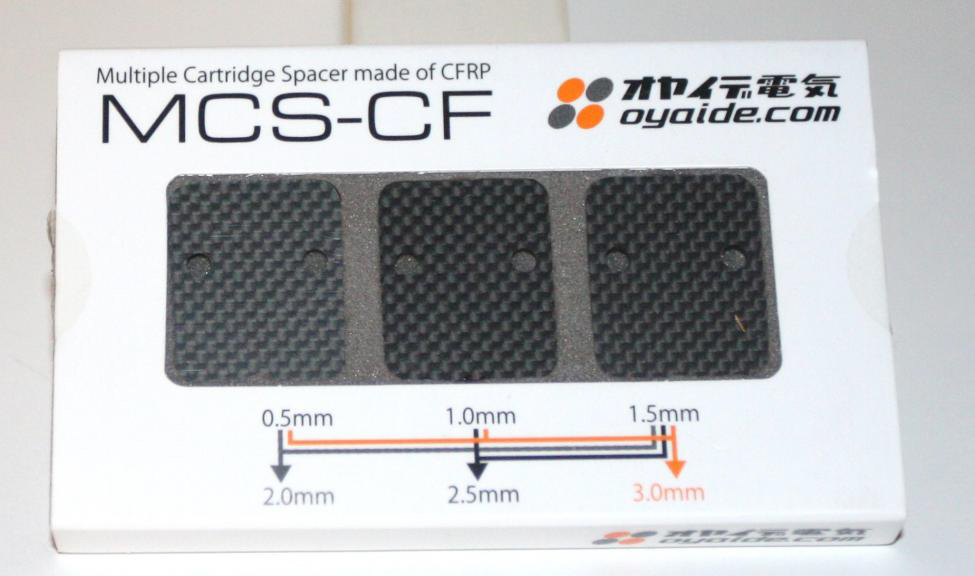 Multiple Cartridge Spacer made of CFRP
MCS-CF
オヤイデ電気
oyaide.com
0.5mm 1.0mm 1.5mm
2.0mm 2.5mm 3.0mm
オヤイデ電気
oyaide.com